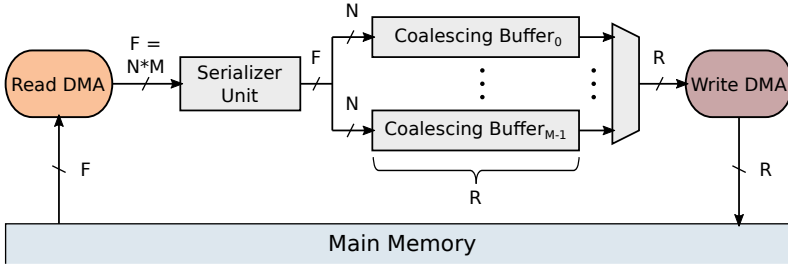 F =
N*M
Read DMA
Serializer
Unit
F
N
N
Coalescing Buffer0
Coalescing BufferM-1
R
R
Write DMA
F
R
Main Memory